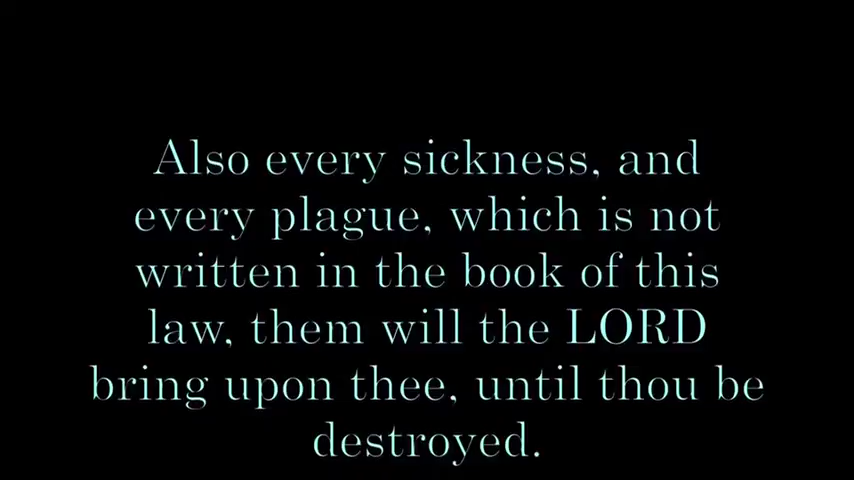 Also every sickness, and
every plague, which is not
written in the book of this
law, them will the LORD
bring upon thee, until thou be
destroyed.